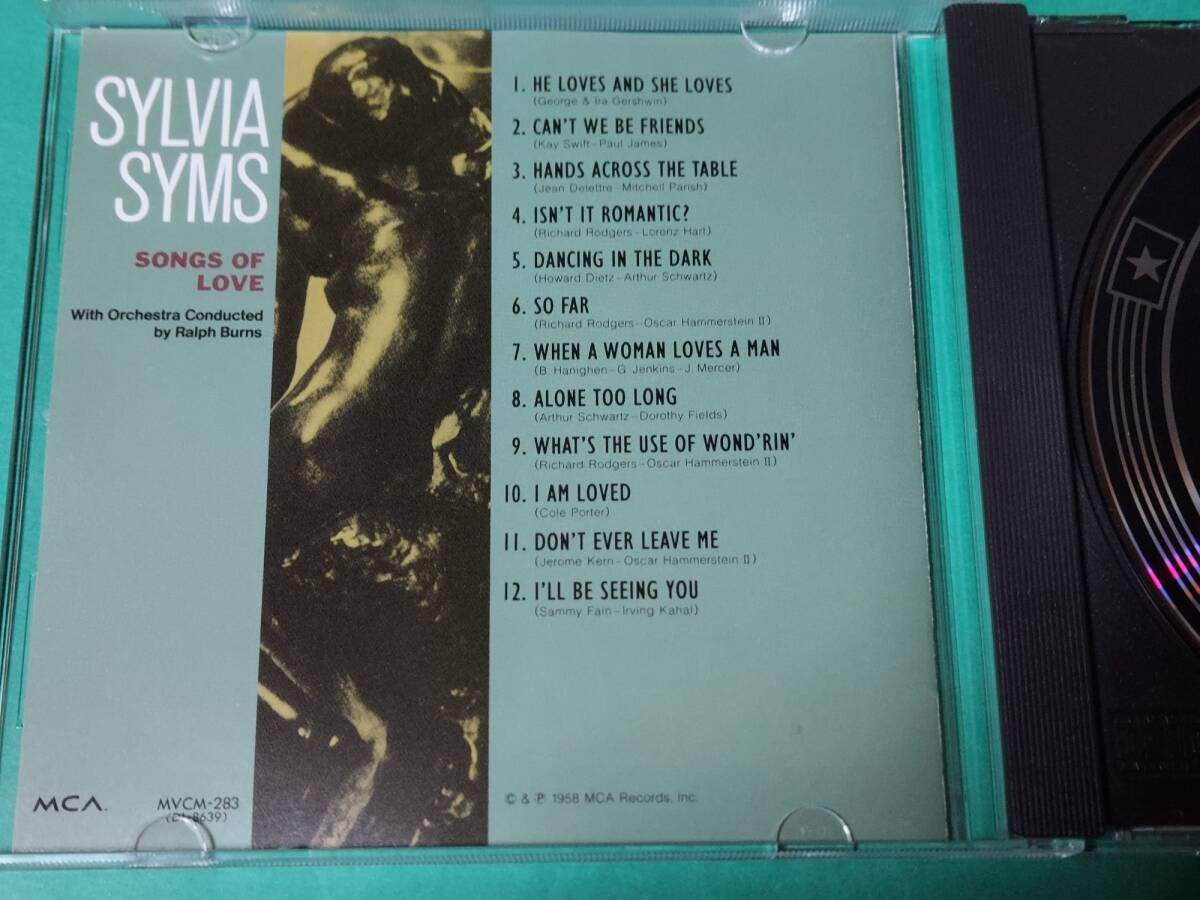 SYLVIA
SYMS
SONGS OF
LOVE
With Orchestra Conducted
by Ralph Burns
1. HE LOVES AND SHE LOVES
(George & Ira Gershwin)
2. CAN'T WE BE FRIENDS
(Kay Swift–Paul James)
3. HANDS ACROSS THE TABLE
(Jean Delettre–Mitchell Parish)
4. ISN'T IT ROMANTIC?
(Richard Rodgers–Lorenz Hart)
5. DANCING IN THE DARK
(Howard Dietz–Arthur Schwartz)
6. SO FAR
(Richard Rodgers–Oscar Hammerstein II)
7. WHEN A WOMAN LOVES A MAN
(B. Hanighen–G. Jenkins–J. Mercer)
8. ALONE TOO LONG
(Arthur Schwartz–Dorothy Fields)
9. WHAT'S THE USE OF WOND'RIN'
(Richard Rodgers–Oscar Hammerstein II)
10. I AM LOVED
(Cole Porter)
11. DON'T EVER LEAVE ME
(Jerome Kern–Oscar Hammerstein II)
12. I'LL BE SEEING YOU
(Sammy Fain–Irving Kahal)
MCA.
MVCM-283
(DL-8639)
© & ℗ 1958 MCA Records, Inc.